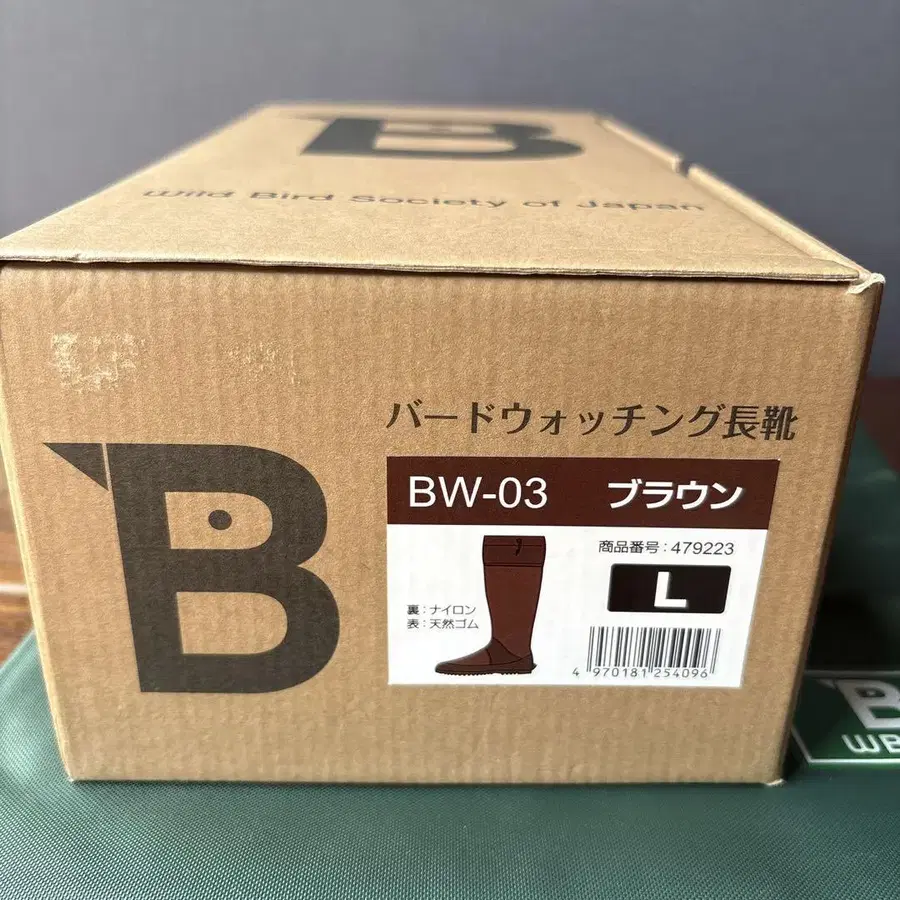 B
Wild Bird Society of Japan
バードウォッチング長靴
B
BW-03 ブラウン
商品番号:479223
L
裏:ナイロン
表:天然ゴム
4 970181 254096
B